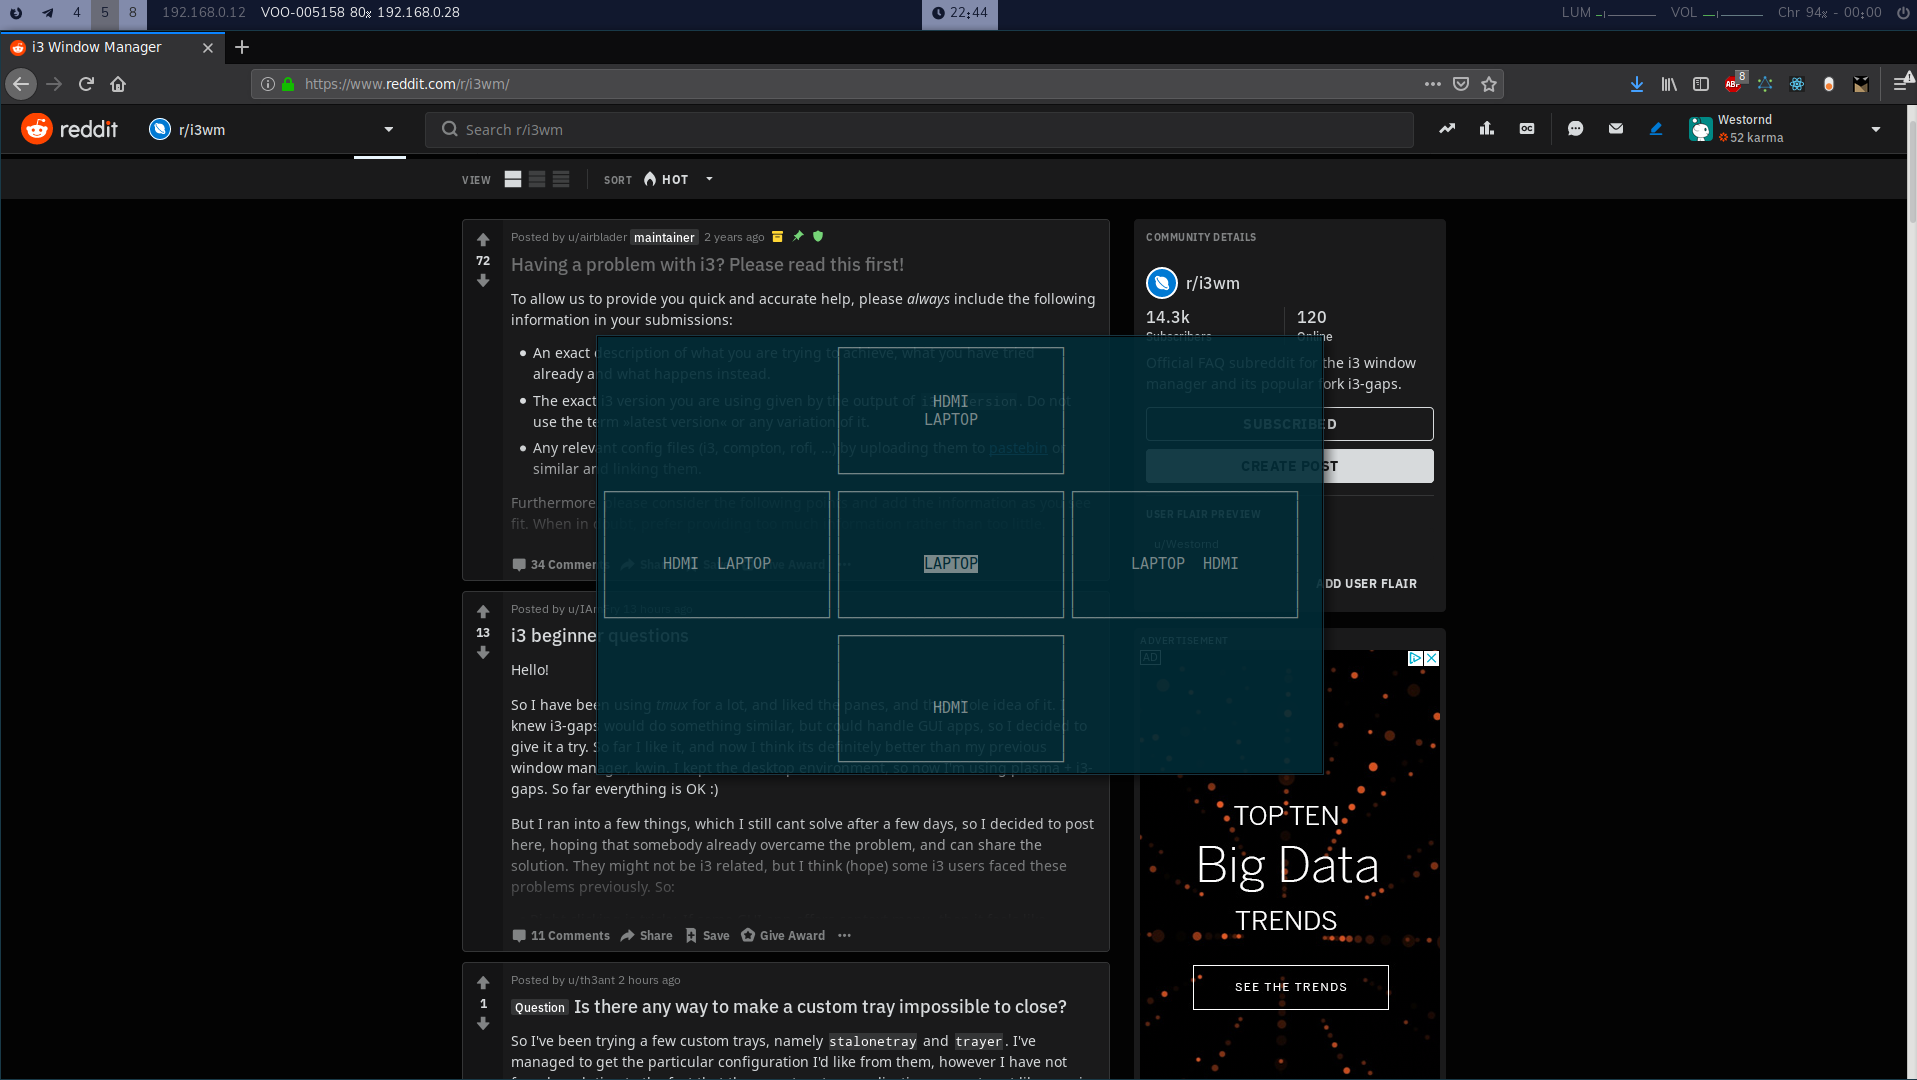 4 5 8 192.168.0.12 VOO-005158 80% 192.168.0.28 22:44 LUM VOL Chr 94% - 00:00
i3 Window Manager
https://www.reddit.com/r/i3wm/
ABP 8
reddit r/i3wm Search r/i3wm Westornd
52 karma
VIEW SORT HOT
Posted by u/airblader maintainer 2 years ago
72
Having a problem with i3? Please read this first!
To allow us to provide you quick and accurate help, please always include the following
information in your submissions:
An exact description of what you are trying to achieve, what you have tried
already and what happens instead.
The exact i3 version you are using given by the output of i3 --version. Do not
use the term »latest version« or any variation of it.
Any relevant config files (i3, compton, rofi, ...) by uploading them to pastebin or
similar and linking them.
Furthermore, please consider the following points and add the information as you see
fit. When in
34 Comments Share Save Give Award
HDMI
LAPTOP
HDMI LAPTOP
LAPTOP
LAPTOP HDMI
HDMI
13
i3 beginner questions
Hello!
So I have been using tmux for a lot, and liked the panes, and the whole idea of it. I
knew i3-gaps would do something similar, but could handle GUI apps, so I decided to
give it a try. So far I like it, and now I think its definitely better than my previous
window manager, kwin. I kept the desktop environment, so now I'm using plasma + i3-
gaps. So far everything is OK :)
But I ran into a few things, which I still cant solve after a few days, so I decided to post
here, hoping that somebody already overcame the problem, and can share the
solution. They might not be i3 related, but I think (hope) some i3 users faced these
problems previously. So:
11 Comments Share Save Give Award
Posted by u/th3ant 2 hours ago
1
Question Is there any way to make a custom tray impossible to close?
So I've been trying a few custom trays, namely stalonetray and trayer. I've
managed to get the particular configuration I'd like from them, however I have not
COMMUNITY DETAILS
r/i3wm
14.3k 120
Subscribers Online
Official FAQ subreddit for the i3 window
manager and its popular fork i3-gaps.
SUBSCRIBED
CREATE POST
USER FLAIR PREVIEW
u/Westornd
ADD USER FLAIR
ADVERTISEMENT
AD
TOP TEN
Big Data
TRENDS
SEE THE TRENDS